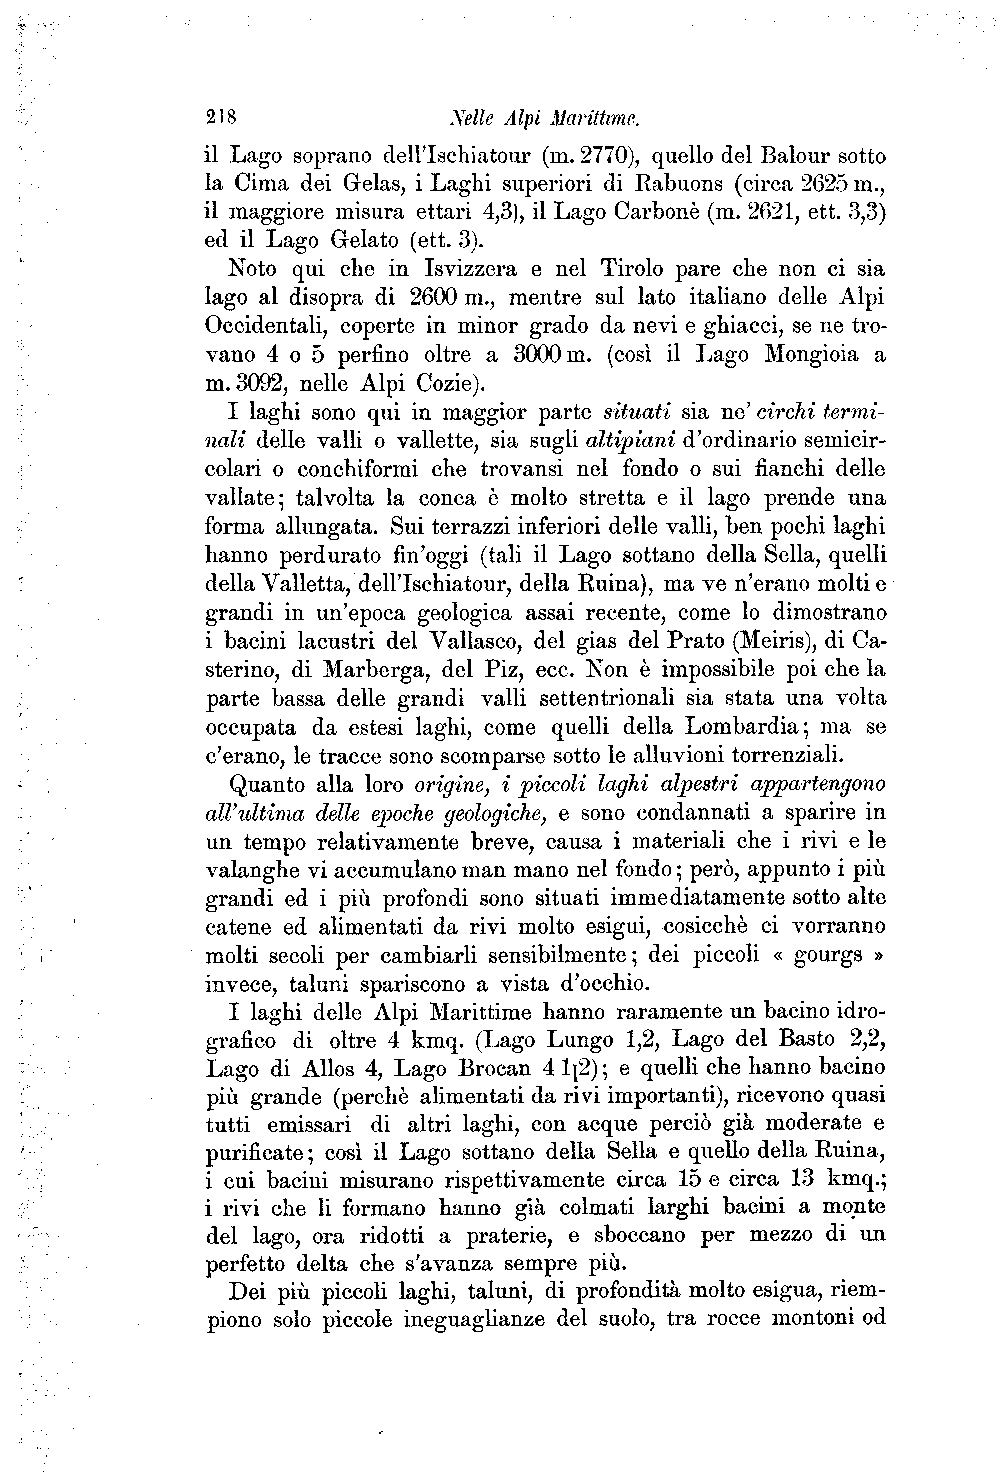 218 Nelle Alpi Marittime.
il Lago soprano dell'Ischiatour (m. 2770), quello del Balour sotto
la Cima dei Gelas, i Laghi superiori di Rabuons (circa 2625 m.,
il maggiore misura ettari 4,3), il Lago Carbonè (m. 2621, ett. 3,3)
ed il Lago Gelato (ett. 3).
Noto qui che in Isvizzera e nel Tirolo pare che non ci sia
lago al disopra di 2600 m., mentre sul lato italiano delle Alpi
Occidentali, coperte in minor grado da nevi e ghiacci, se ne tro-
vano 4 o 5 perfino oltre a 3000 m. (così il Lago Mongioia a
m. 3092, nelle Alpi Cozie).
I laghi sono qui in maggior parte situati sia ne' circhi termi-
nali delle valli o vallette, sia sugli altipiani d'ordinario semicir-
colari o conchiformi che trovansi nel fondo o sui fianchi delle
vallate; talvolta la conca è molto stretta e il lago prende una
forma allungata. Sui terrazzi inferiori delle valli, ben pochi laghi
hanno perdurato fin'oggi (tali il Lago sottano della Sella, quelli
della Valletta, dell'Ischiatour, della Ruina), ma ve n'erano molti e
grandi in un'epoca geologica assai recente, come lo dimostrano
i bacini lacustri del Vallasco, del gias del Prato (Meiris), di Ca-
sterino, di Marberga, del Piz, ecc. Non è impossibile poi che la
parte bassa delle grandi valli settentrionali sia stata una volta
occupata da estesi laghi, come quelli della Lombardia; ma se
c'erano, le tracce sono scomparse sotto le alluvioni torrenziali.
Quanto alla loro origine, i piccoli laghi alpestri appartengono
all'ultima delle epoche geologiche, e sono condannati a sparire in
un tempo relativamente breve, causa i materiali che i rivi e le
valanghe vi accumulano man mano nel fondo; però, appunto i più
grandi ed i più profondi sono situati immediatamente sotto alte
catene ed alimentati da rivi molto esigui, cosicchè ci vorranno
molti secoli per cambiarli sensibilmente; dei piccoli « gourgs »
invece, taluni spariscono a vista d'occhio.
I laghi delle Alpi Marittime hanno raramente un bacino idro-
grafico di oltre 4 kmq. (Lago Lungo 1,2, Lago del Basto 2,2,
Lago di Allos 4, Lago Brocan 4 1|2); e quelli che hanno bacino
più grande (perchè alimentati da rivi importanti), ricevono quasi
tutti emissari di altri laghi, con acque perciò già moderate e
purificate; così il Lago sottano della Sella e quello della Ruina,
i cui bacini misurano rispettivamente circa 15 e circa 13 kmq.;
i rivi che li formano hanno già colmati larghi bacini a monte
del lago, ora ridotti a praterie, e sboccano per mezzo di un
perfetto delta che s'avanza sempre più.
Dei più piccoli laghi, taluni, di profondità molto esigua, riem-
piono solo piccole ineguaglianze del suolo, tra rocce montoni od